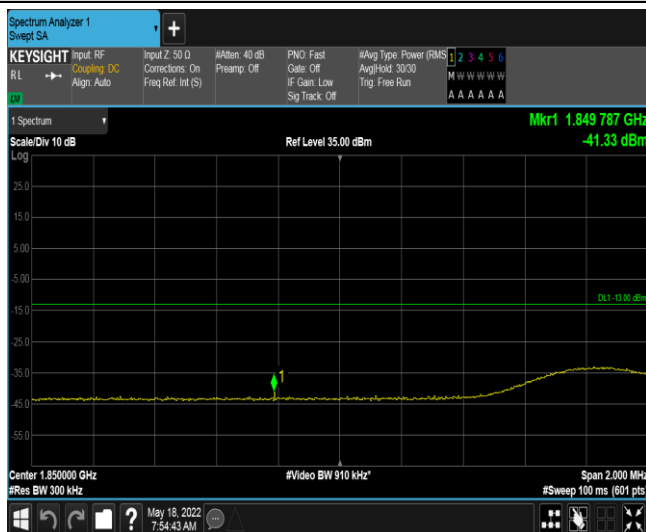 Spectrum Analyzer 1
Swept SA
+
KEYSIGHT
RL
Input: RF
Coupling: DC
Align: Auto
Input Z: 50 Ω
Corrections: On
Freq Ref: Int (S)
#Atten: 40 dB
Preamp: Off
PNO: Fast
Gate: Off
IF Gain: Low
Sig Track: Off
#Avg Type: Power (RMS
Avg|Hold: 30/30
Trig: Free Run
1 2 3 4 5 6
M W W W W W
A A A A A A
1 Spectrum
Mkr1 1.849 787 GHz
Scale/Div 10 dB
Ref Level 35.00 dBm
-41.33 dBm
Log
25.0
15.0
5.00
-5.00
DL1 -13.00 dBm
-15.0
-25.0
-35.0
1
-45.0
-55.0
Center 1.850000 GHz
#Video BW 910 kHz*
Span 2.000 MHz
#Res BW 300 kHz
#Sweep 100 ms (601 pts)
?
May 18, 2022
7:54:43 AM